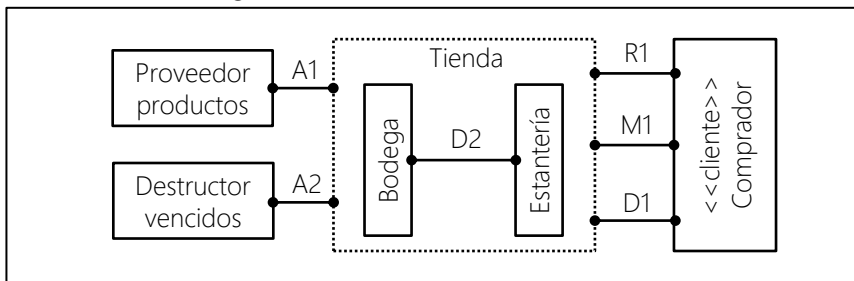 Proveedor
productos
A1
Destructor
vencidos
A2
Tienda
Bodega
D2
Estantería
R1
M1
D1
<<cliente>>
Comprador